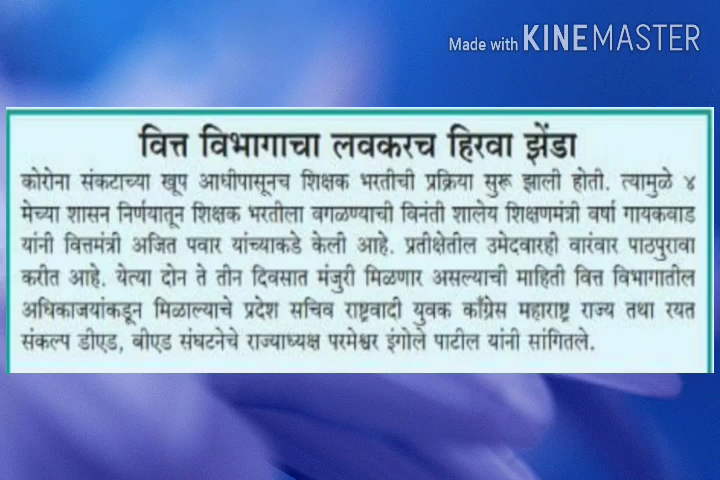 Made with KINEMASTER
वित्त विभागाचा लवकरच हिरवा झेंडा
कोरोना संकटाच्या खूप आधीपासूनच शिक्षक भरतीची प्रक्रिया सुरू झाली होती. त्यामुळे ४
मेच्या शासन निर्णयातून शिक्षक भरतीला वगळण्याची विनंती शालेय शिक्षणमंत्री वर्षा गायकवाड
यांनी वित्तमंत्री अजित पवार यांच्याकडे केली आहे. प्रतीक्षेतील उमेदवारही वारंवार पाठपुरावा
करीत आहे. येत्या दोन ते तीन दिवसात मंजुरी मिळणार असल्याची माहिती वित्त विभागातील
अधिकाऱ्यांकडून मिळाल्याचे प्रदेश सचिव राष्ट्रवादी युवक काँग्रेस महाराष्ट्र राज्य तथा रयत
संकल्प डीएड, बीएड संघटनेचे राज्याध्यक्ष परमेश्वर इंगोले पाटील यांनी सांगितले.